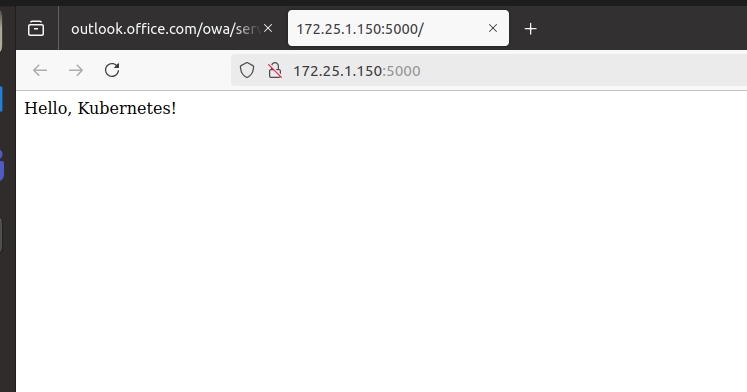 outlook.office.com/owa/ser
172.25.1.150:5000/
172.25.1.150:5000
Hello, Kubernetes!